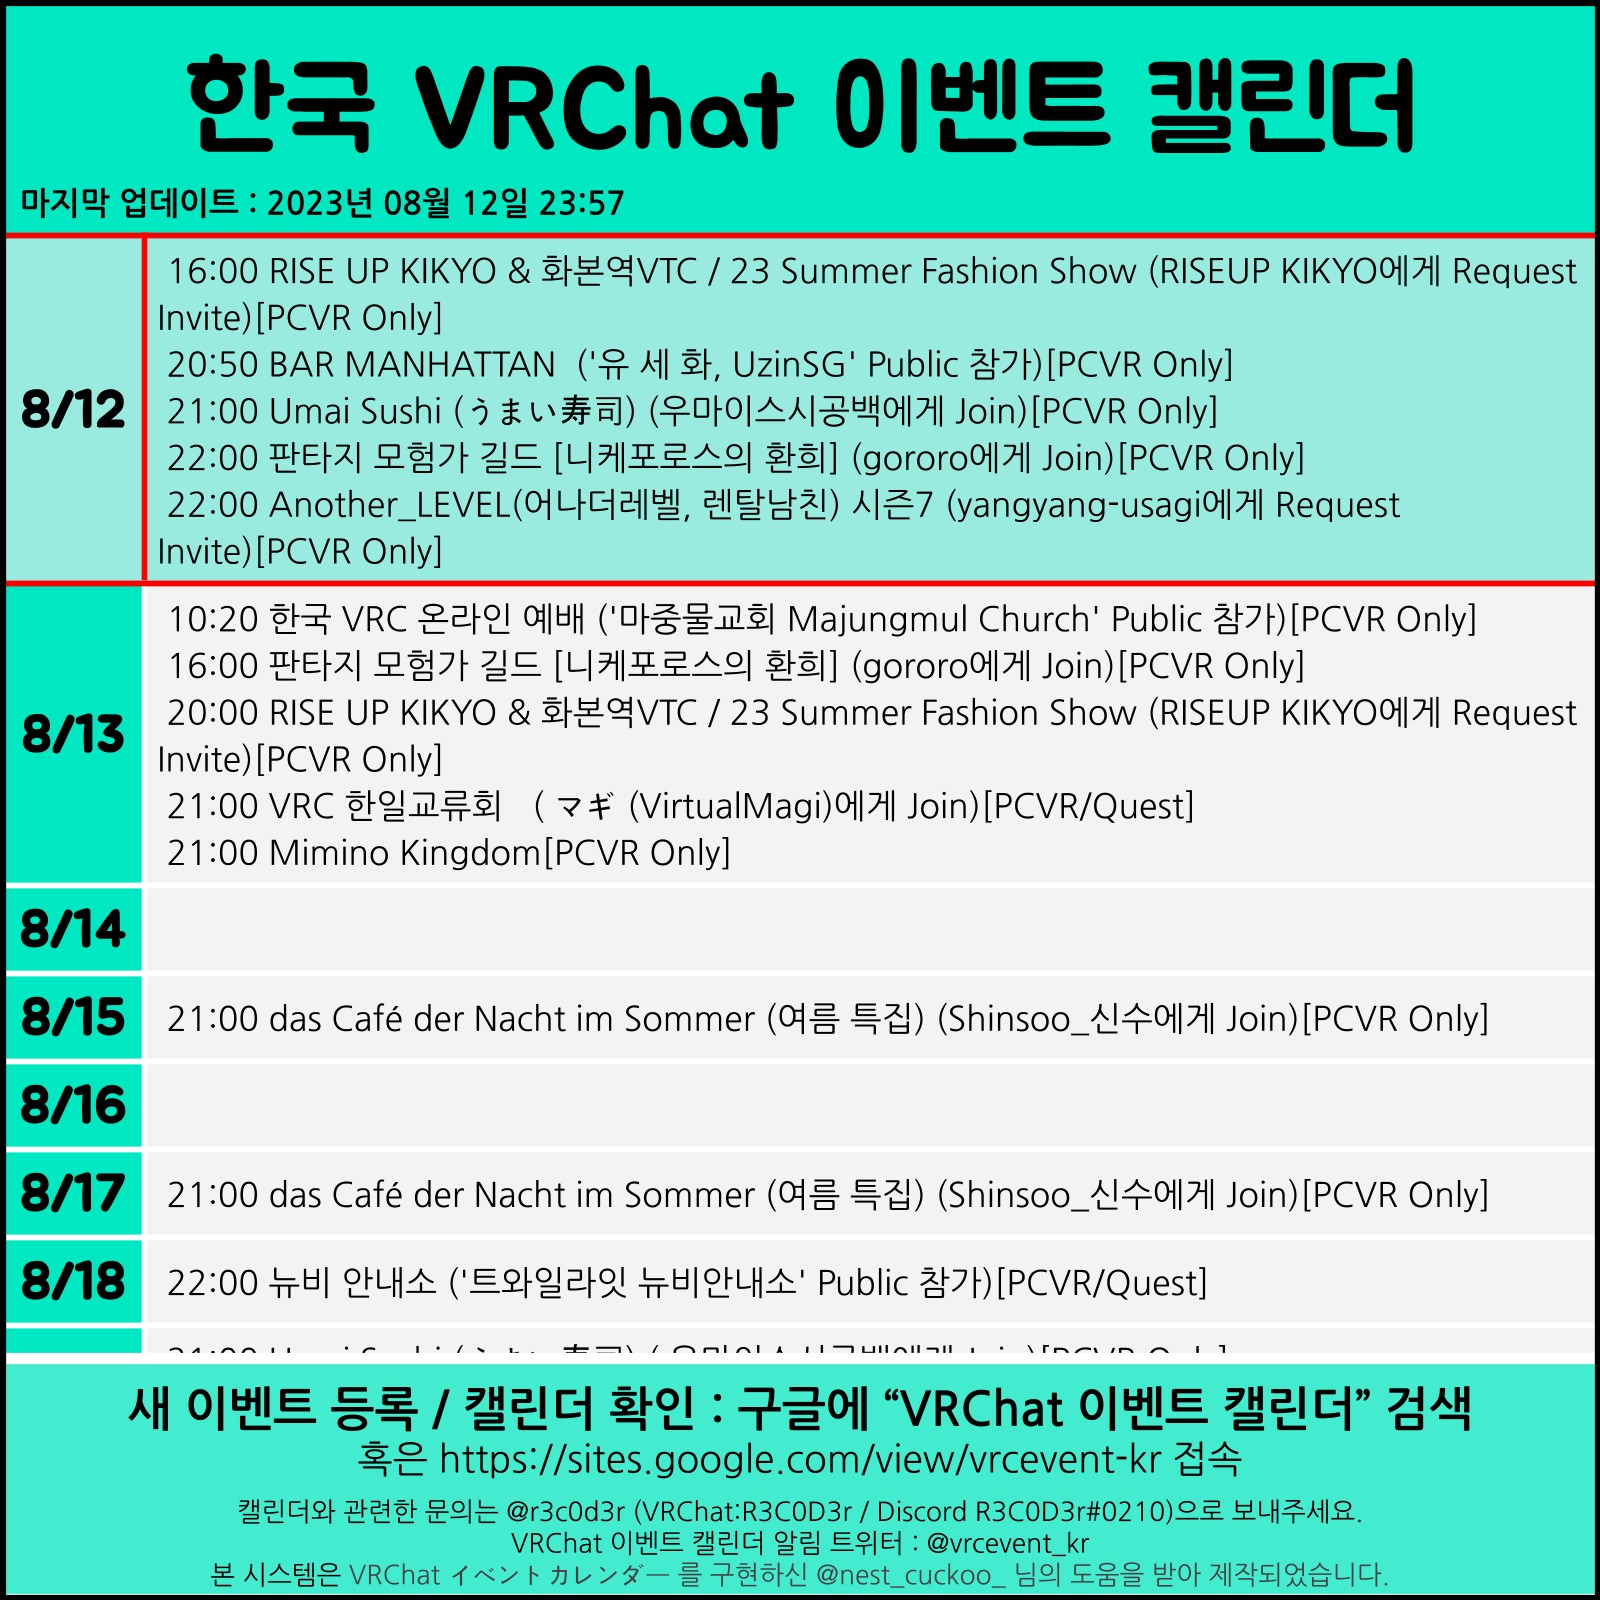 한국 VRChat 이벤트 캘린더
마지막 업데이트 : 2023년 08월 12일 23:57
8/12
16:00 RISE UP KIKYO & 화본역VTC / 23 Summer Fashion Show (RISEUP KIKYO에게 Request
Invite)[PCVR Only]
20:50 BAR MANHATTAN  ('유 세 화, UzinSG' Public 참가)[PCVR Only]
21:00 Umai Sushi (うまい寿司) (우마이스시공백에게 Join)[PCVR Only]
22:00 판타지 모험가 길드 [니케포로스의 환희] (gororo에게 Join)[PCVR Only]
22:00 Another_LEVEL(어나더레벨, 렌탈남친) 시즌7 (yangyang-usagi에게 Request
Invite)[PCVR Only]
8/13
10:20 한국 VRC 온라인 예배 ('마중물교회 Majungmul Church' Public 참가)[PCVR Only]
16:00 판타지 모험가 길드 [니케포로스의 환희] (gororo에게 Join)[PCVR Only]
20:00 RISE UP KIKYO & 화본역VTC / 23 Summer Fashion Show (RISEUP KIKYO에게 Request
Invite)[PCVR Only]
21:00 VRC 한일교류회   ( マギ (VirtualMagi)에게 Join)[PCVR/Quest]
21:00 Mimino Kingdom[PCVR Only]
8/14
8/15
21:00 das Café der Nacht im Sommer (여름 특집) (Shinsoo_신수에게 Join)[PCVR Only]
8/16
8/17
21:00 das Café der Nacht im Sommer (여름 특집) (Shinsoo_신수에게 Join)[PCVR Only]
8/18
22:00 뉴비 안내소 ('트와일라잇 뉴비안내소' Public 참가)[PCVR/Quest]
21:00 Umai Sushi (うまい寿司) ( 우마이스시공백에게 Join)[PCVR Only]
새 이벤트 등록 / 캘린더 확인 : 구글에 “VRChat 이벤트 캘린더” 검색
혹은 https://sites.google.com/view/vrcevent-kr 접속
캘린더와 관련한 문의는 @r3c0d3r (VRChat:R3C0D3r / Discord R3C0D3r#0210)으로 보내주세요.
VRChat 이벤트 캘린더 알림 트위터 : @vrcevent_kr
본 시스템은 VRChat イベントカレンダー 를 구현하신 @nest_cuckoo_ 님의 도움을 받아 제작되었습니다.